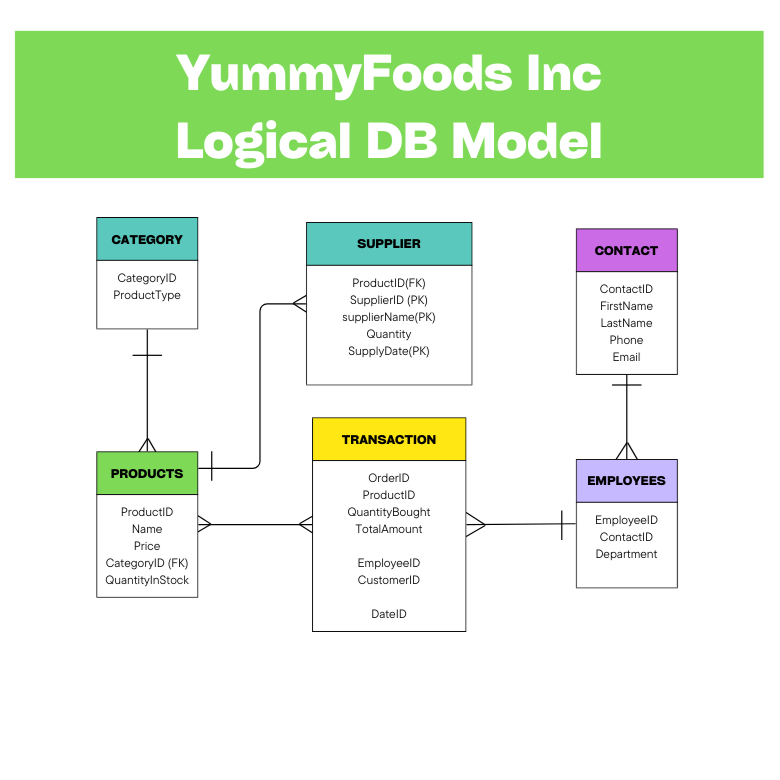 YummyFoods Inc
Logical DB Model
CATEGORY
CategoryID
ProductType
SUPPLIER
ProductID(FK)
SupplierID (PK)
supplierName(PK)
Quantity
SupplyDate(PK)
CONTACT
ContactID
FirstName
LastName
Phone
Email
PRODUCTS
ProductID
Name
Price
CategoryID (FK)
QuantityInStock
TRANSACTION
OrderID
ProductID
QuantityBought
TotalAmount
EmployeeID
CustomerID
DateID
EMPLOYEES
EmployeeID
ContactID
Department